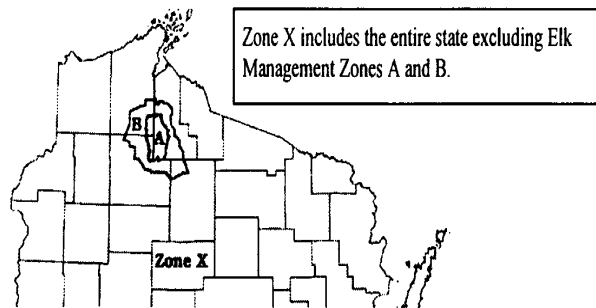 Zone X includes the entire state excluding Elk
Management Zones A and B.
B
A
Zone X